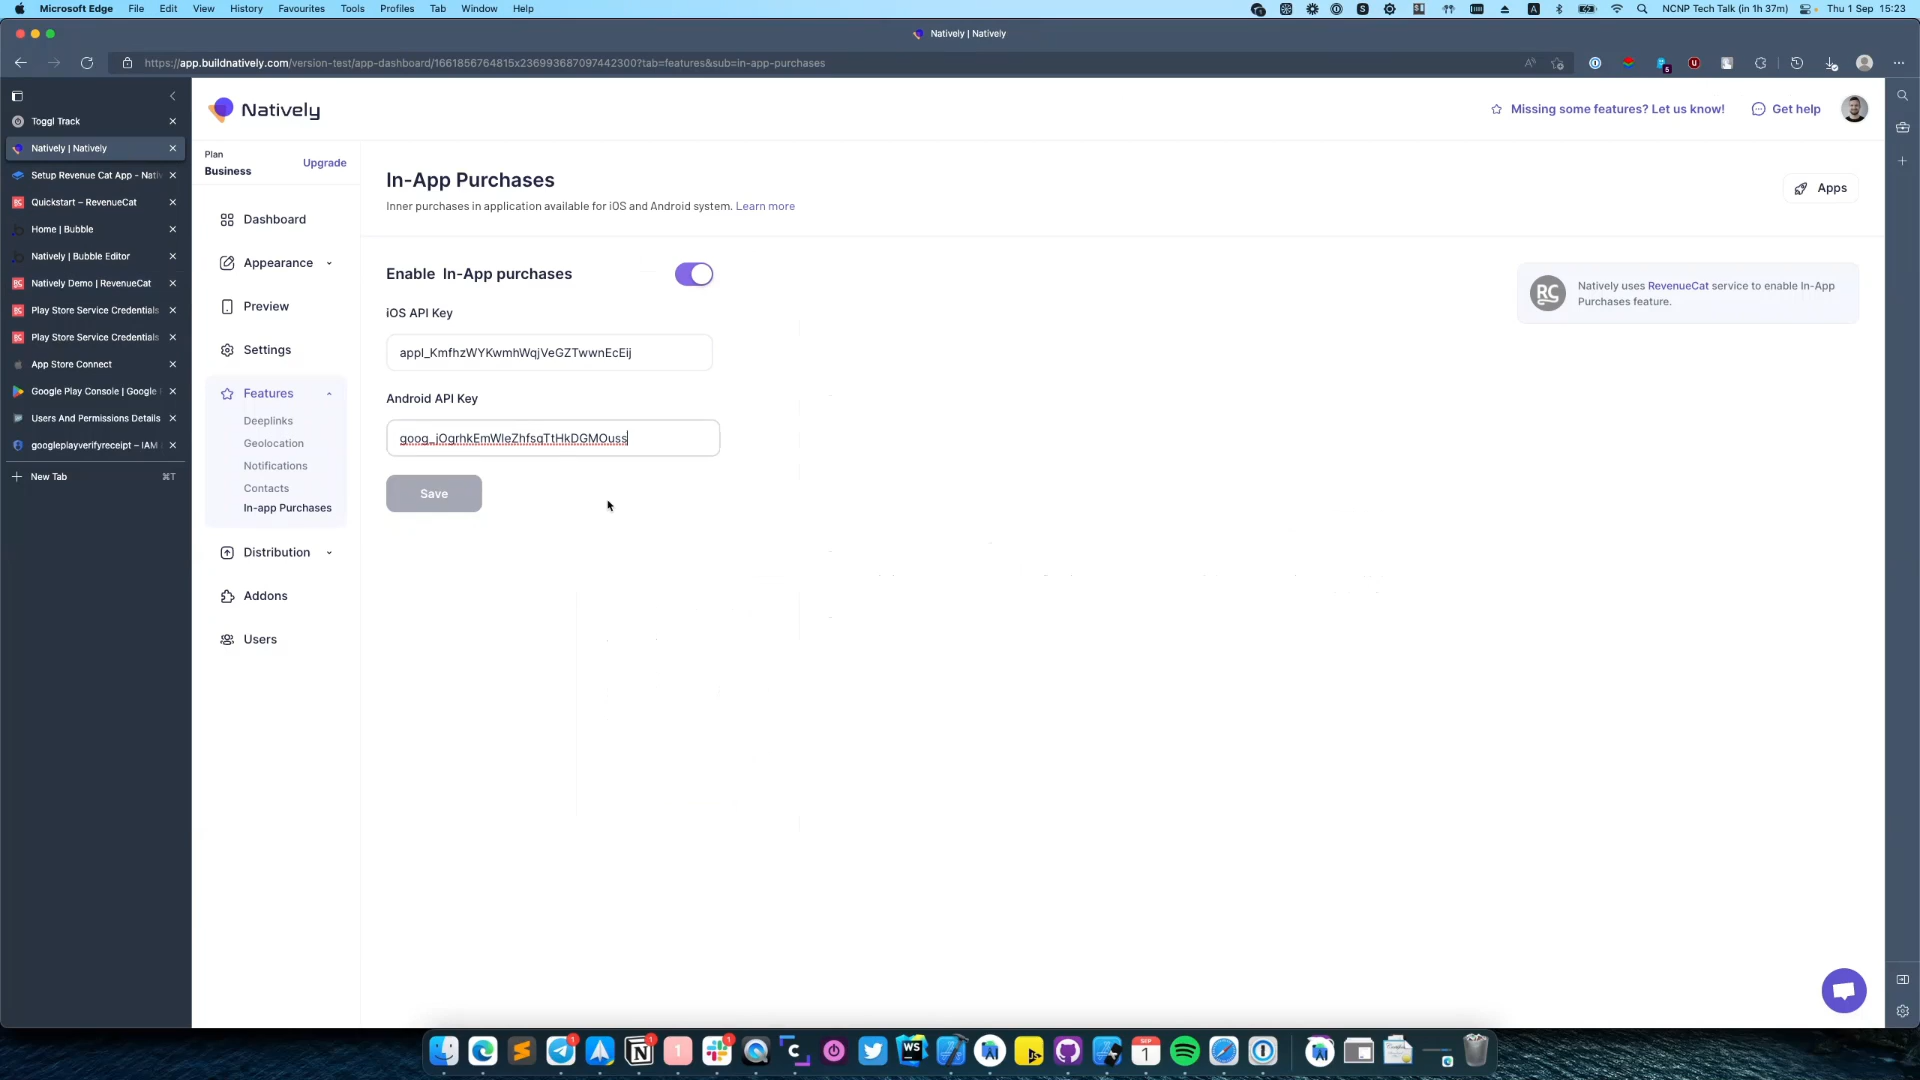 Microsoft Edge File Edit View History Favourites Tools Profiles Tab Window Help
NCNP Tech Talk (in 1h 37m) Thu 1 Sep 15:23
Natively | Natively
https://app.buildnatively.com/version-test/app-dashboard/1661856764815x236993687097442300?tab=features&sub=in-app-purchases
Toggl Track
Natively | Natively
Setup Revenue Cat App - Nativ
Quickstart – RevenueCat
Home | Bubble
Natively | Bubble Editor
Natively Demo | RevenueCat
Play Store Service Credentials
Play Store Service Credentials
App Store Connect
Google Play Console | Google
Users And Permissions Details
googleplayverifyreceipt – IAM
New Tab ⌘T
Natively
Missing some features? Let us know!
Get help
Plan
Business
Upgrade
Dashboard
Appearance
Preview
Settings
Features
Deeplinks
Geolocation
Notifications
Contacts
In-app Purchases
Distribution
Addons
Users
In-App Purchases
Inner purchases in application available for iOS and Android system. Learn more
Apps
Enable In-App purchases
iOS API Key
appl_KmfhzWYKwmhWqjVeGZTwwnEcEij
Android API Key
goog_jOgrhkEmWleZhfsqTtHkDGMOuss
Save
RC
Natively uses RevenueCat service to enable In-App
Purchases feature.